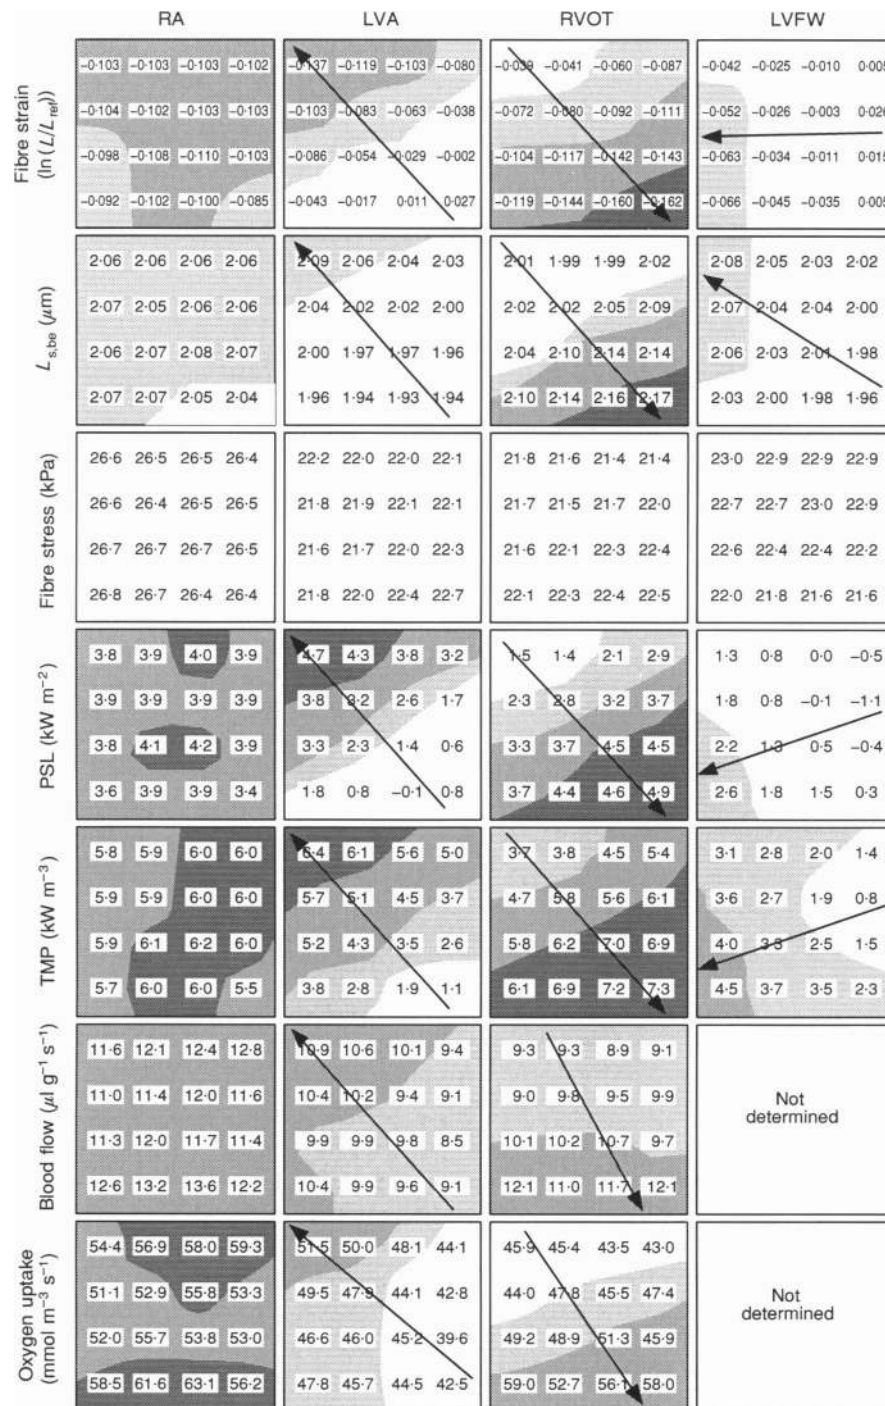 RA LVA RVOT LVFW
Fibre strain
(ln (L/Lref))
−0·103 −0·103 −0·103 −0·102 −0·137 −0·119 −0·103 −0·080 −0·039 −0·041 −0·060 −0·087 −0·042 −0·025 −0·010 0·005
−0·104 −0·102 −0·103 −0·103 −0·103 −0·083 −0·063 −0·038 −0·072 −0·080 −0·092 −0·111 −0·052 −0·026 −0·003 0·026
−0·098 −0·108 −0·110 −0·103 −0·086 −0·054 −0·029 −0·002 −0·104 −0·117 −0·142 −0·143 −0·063 −0·034 −0·011 0·015
−0·092 −0·102 −0·100 −0·085 −0·043 −0·017 0·011 0·027 −0·119 −0·144 −0·160 −0·162 −0·066 −0·045 −0·035 0·005
Ls,be (μm)
2·06 2·06 2·06 2·06 2·09 2·06 2·04 2·03 2·01 1·99 1·99 2·02 2·08 2·05 2·03 2·02
2·07 2·05 2·06 2·06 2·04 2·02 2·02 2·00 2·02 2·02 2·05 2·09 2·07 2·04 2·04 2·00
2·06 2·07 2·08 2·07 2·00 1·97 1·97 1·96 2·04 2·10 2·14 2·14 2·06 2·03 2·01 1·98
2·07 2·07 2·05 2·04 1·96 1·94 1·93 1·94 2·10 2·14 2·16 2·17 2·03 2·00 1·98 1·96
Fibre stress (kPa)
26·6 26·5 26·5 26·4 22·2 22·0 22·0 22·1 21·8 21·6 21·4 21·4 23·0 22·9 22·9 22·9
26·6 26·4 26·5 26·5 21·8 21·9 22·1 22·1 21·7 21·5 21·7 22·0 22·7 22·7 23·0 22·9
26·7 26·7 26·7 26·5 21·6 21·7 22·0 22·3 21·6 22·1 22·3 22·4 22·6 22·4 22·4 22·2
26·8 26·7 26·4 26·4 21·8 22·0 22·4 22·7 22·1 22·3 22·4 22·5 22·0 21·8 21·6 21·6
PSL (kW m−2)
3·8 3·9 4·0 3·9 4·7 4·3 3·8 3·2 1·5 1·4 2·1 2·9 1·3 0·8 0·0 −0·5
3·9 3·9 3·9 3·9 3·8 3·2 2·6 1·7 2·3 2·8 3·2 3·7 1·8 0·8 −0·1 −1·1
3·8 4·1 4·2 3·9 3·3 2·3 1·4 0·6 3·3 3·7 4·5 4·5 2·2 1·3 0·5 −0·4
3·6 3·9 3·9 3·4 1·8 0·8 −0·1 0·8 3·7 4·4 4·6 4·9 2·6 1·8 1·5 0·3
TMP (kW m−3)
5·8 5·9 6·0 6·0 6·4 6·1 5·6 5·0 3·7 3·8 4·5 5·4 3·1 2·8 2·0 1·4
5·9 5·9 6·0 6·0 5·7 5·1 4·5 3·7 4·7 5·8 5·6 6·1 3·6 2·7 1·9 0·8
5·9 6·1 6·2 6·0 5·2 4·3 3·5 2·6 5·8 6·2 7·0 6·9 4·0 3·3 2·5 1·5
5·7 6·0 6·0 5·5 3·8 2·8 1·9 1·1 6·1 6·9 7·2 7·3 4·5 3·7 3·5 2·3
Blood flow (μl g−1 s−1)
11·6 12·1 12·4 12·8 10·9 10·6 10·1 9·4 9·3 9·3 8·9 9·1
11·0 11·4 12·0 11·6 10·4 10·2 9·4 9·1 9·0 9·8 9·5 9·9
Not
determined
11·3 12·0 11·7 11·4 9·9 9·9 9·8 8·5 10·1 10·2 10·7 9·7
12·6 13·2 13·6 12·2 10·4 9·9 9·6 9·1 12·1 11·0 11·7 12·1
Oxygen uptake
(mmol m−3 s−1)
54·4 56·9 58·0 59·3 51·5 50·0 48·1 44·1 45·9 45·4 43·5 43·0
51·1 52·9 55·8 53·3 49·5 47·9 44·1 42·8 44·0 47·8 45·5 47·4
Not
determined
52·0 55·7 53·8 53·0 46·6 46·0 45·2 39·6 49·2 48·9 51·3 45·9
58·5 61·6 63·1 56·2 47·8 45·7 44·5 42·5 59·0 52·7 56·1 58·0